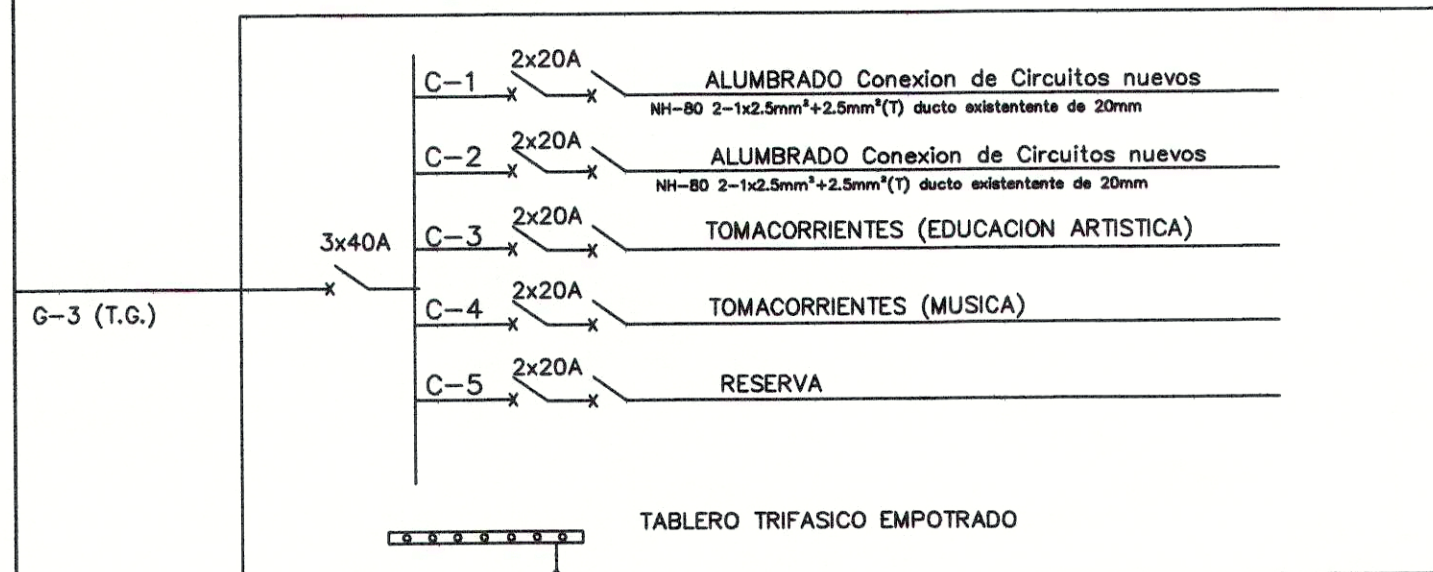 2x20A
C-1 ALUMBRADO Conexion de Circuitos nuevos
NH-80 2-1x2.5mm²+2.5mm²(T) ducto existentente de 20mm
2x20A
C-2 ALUMBRADO Conexion de Circuitos nuevos
NH-80 2-1x2.5mm²+2.5mm²(T) ducto existentente de 20mm
2x20A
C-3 TOMACORRIENTES (EDUCACION ARTISTICA)
3x40A
G-3 (T.G.)
2x20A
C-4 TOMACORRIENTES (MUSICA)
2x20A
C-5 RESERVA
TABLERO TRIFASICO EMPOTRADO